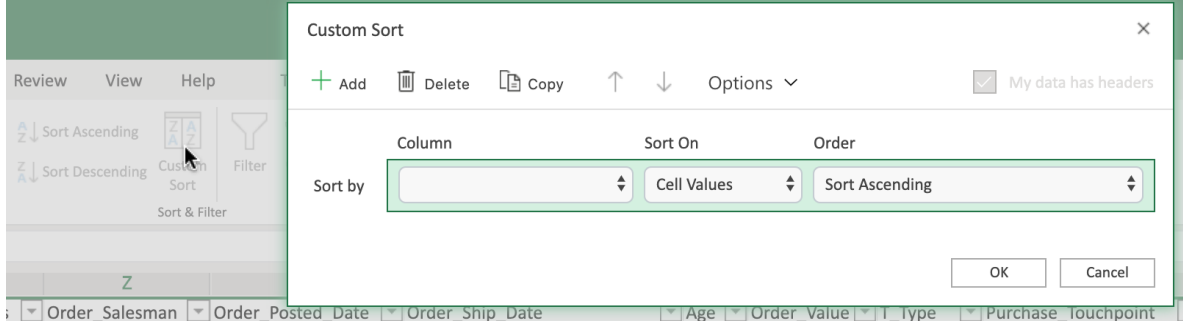 Custom Sort
Review View Help
Add Delete Copy Options My data has headers
Sort Ascending
Sort Descending
Custom Sort
Filter
Sort & Filter
Column Sort On Order
Sort by Cell Values Sort Ascending
OK Cancel
Z
Order_Salesman Order_Posted_Date Order_Ship_Date Age Order_Value T_Type Purchase_Touchpoint